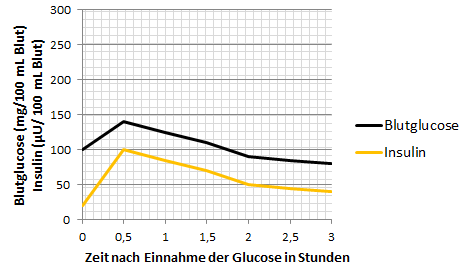 Blutglucose (mg/100 mL Blut)
Insulin (µU/ 100 mL Blut)
300
250
200
150
100
50
0
0 0,5 1 1,5 2 2,5 3
Zeit nach Einnahme der Glucose in Stunden
Blutglucose
Insulin